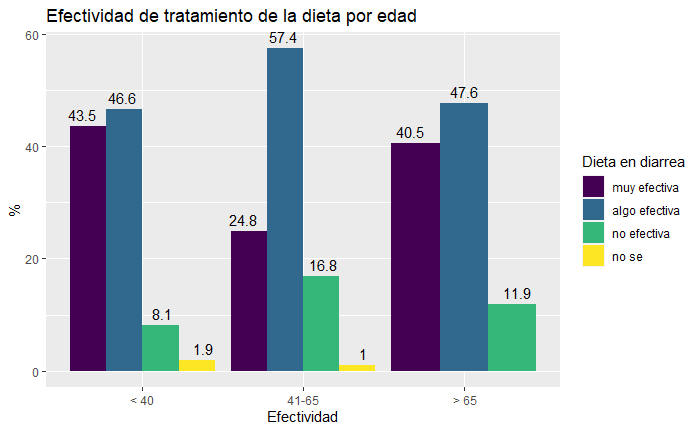 Efectividad de tratamiento de la dieta por edad
60
57.4
47.6
46.6
43.5
40.5
40
24.8
20
16.8
11.9
8.1
1.9
1
0
%
< 40
41-65
> 65
Efectividad
Dieta en diarrea
muy efectiva
algo efectiva
no efectiva
no se